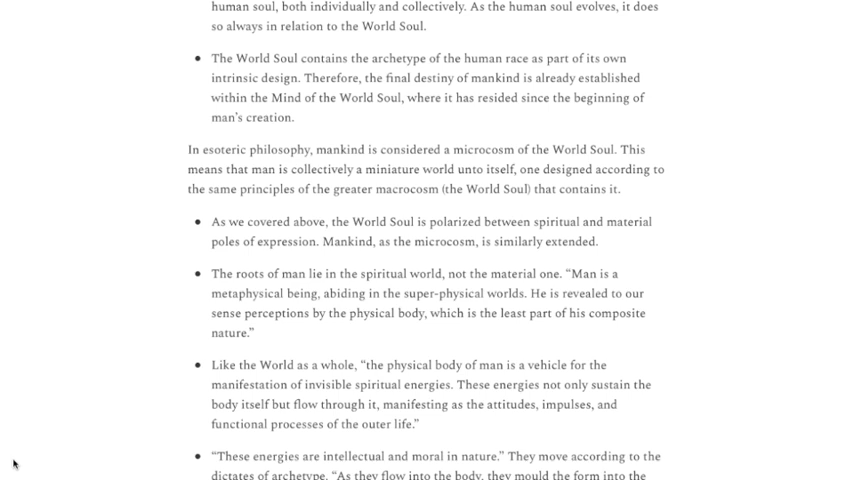 human soul, both individually and collectively. As the human soul evolves, it does
so always in relation to the World Soul.
• The World Soul contains the archetype of the human race as part of its own
intrinsic design. Therefore, the final destiny of mankind is already established
within the Mind of the World Soul, where it has resided since the beginning of
man’s creation.
In esoteric philosophy, mankind is considered a microcosm of the World Soul. This
means that man is collectively a miniature world unto itself, one designed according to
the same principles of the greater macrocosm (the World Soul) that contains it.
• As we covered above, the World Soul is polarized between spiritual and material
poles of expression. Mankind, as the microcosm, is similarly extended.
• The roots of man lie in the spiritual world, not the material one. “Man is a
metaphysical being, abiding in the super-physical worlds. He is revealed to our
sense perceptions by the physical body, which is the least part of his composite
nature.”
• Like the World as a whole, “the physical body of man is a vehicle for the
manifestation of invisible spiritual energies. These energies not only sustain the
body itself but flow through it, manifesting as the attitudes, impulses, and
functional processes of the outer life.”
• “These energies are intellectual and moral in nature.” They move according to the
dictates of archetype. “As they flow into the body, they mould the form into the